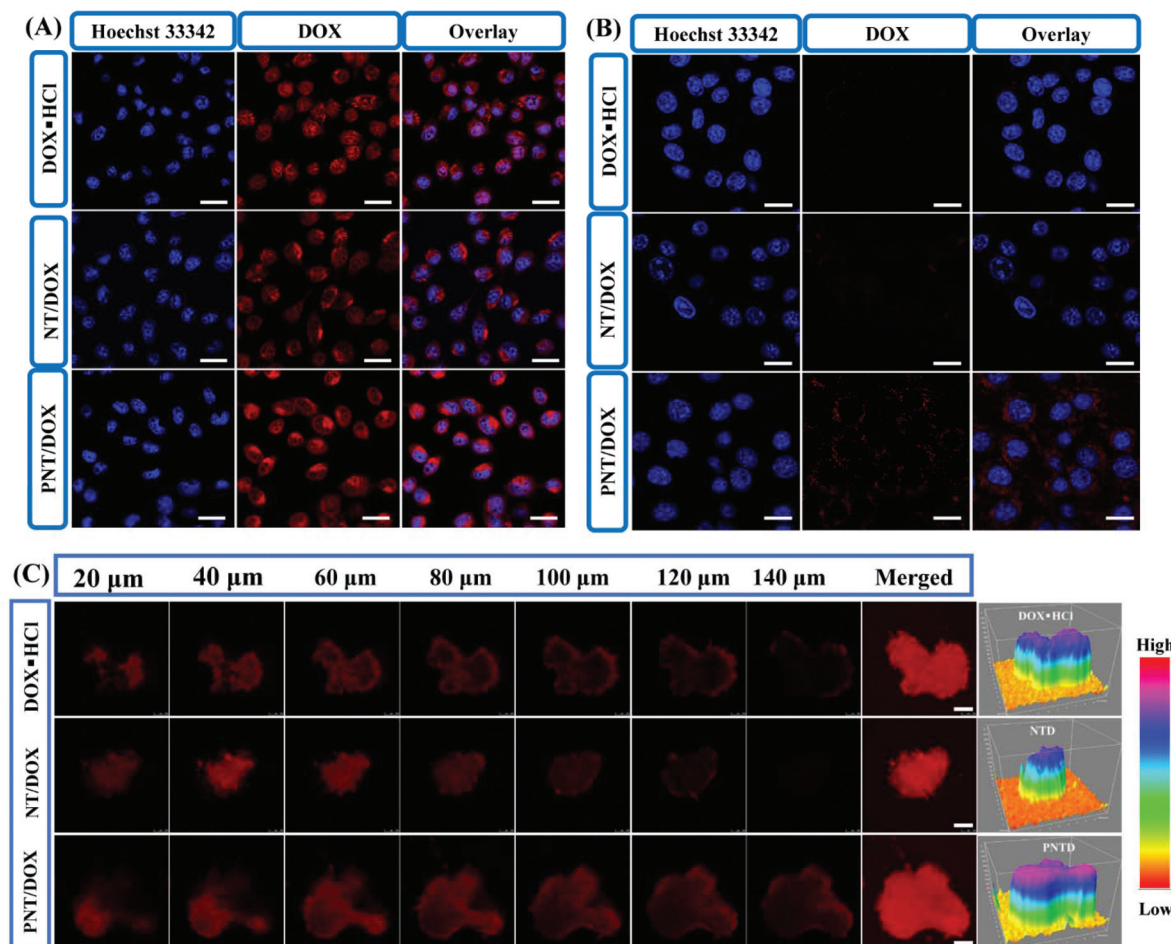 (A)
Hoechst 33342 DOX Overlay
DOX▪HCl
NT/DOX
PNT/DOX
(B)
Hoechst 33342 DOX Overlay
DOX▪HCl
NT/DOX
PNT/DOX
(C)
20 µm 40 µm 60 µm 80 µm 100 µm 120 µm 140 µm Merged
DOX▪HCl
NT/DOX
PNT/DOX
DOX▪HCl
NTD
PNTD
High
Low